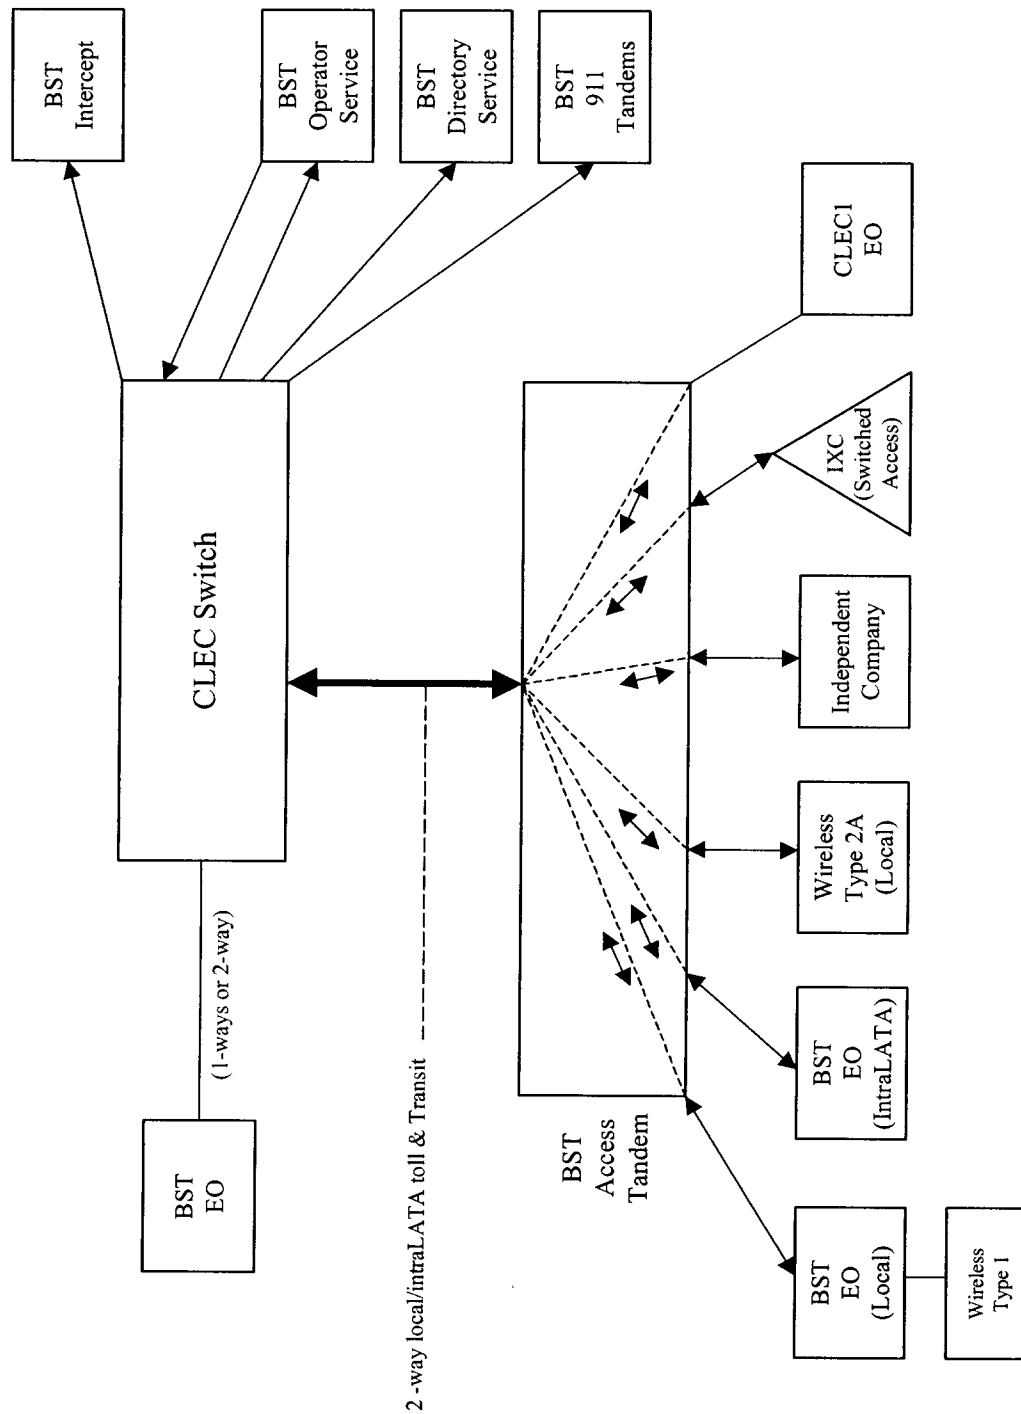 BST
Intercept
BST
Operator
Service
BST
Directory
Service
BST
911
Tandems
CLEC Switch
(1-ways or 2-way)
BST
EO
2 -way local/intraLATA toll & Transit
BST
Access
Tandem
CLEC1
EO
IXC
(Switched
Access)
Independent
Company
Wireless
Type 2A
(Local)
BST
EO
(IntraLATA)
BST
EO
(Local)
Wireless
Type 1